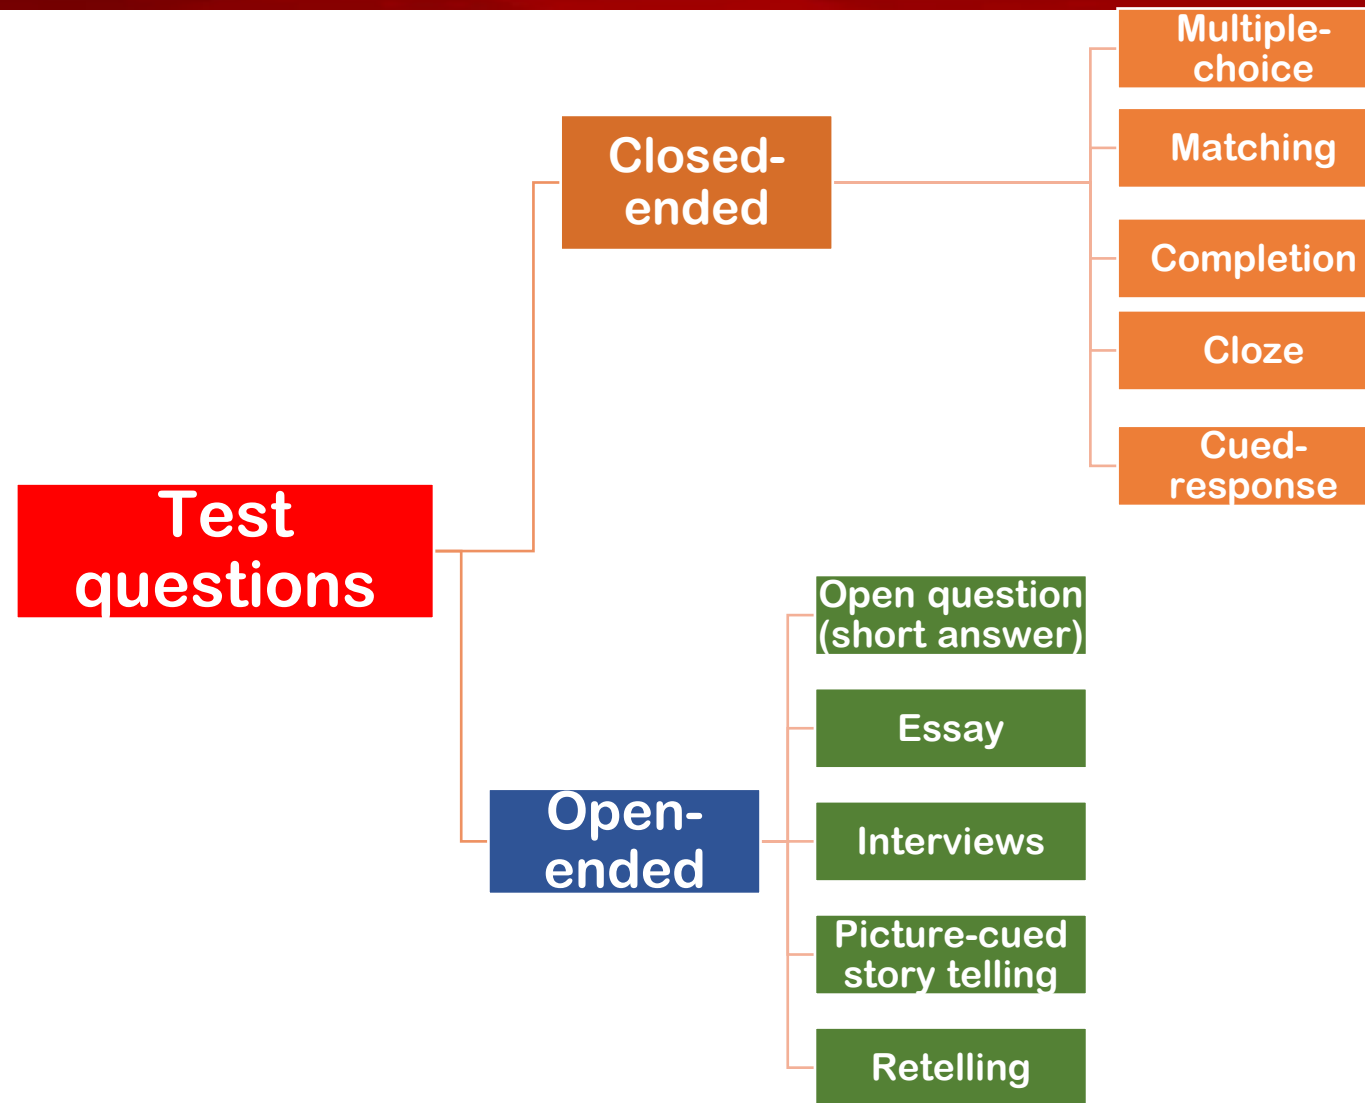 Test
questions
Closed-
ended
Multiple-
choice
Matching
Completion
Cloze
Cued-
response
Open-
ended
Open question
(short answer)
Essay
Interviews
Picture-cued
story telling
Retelling